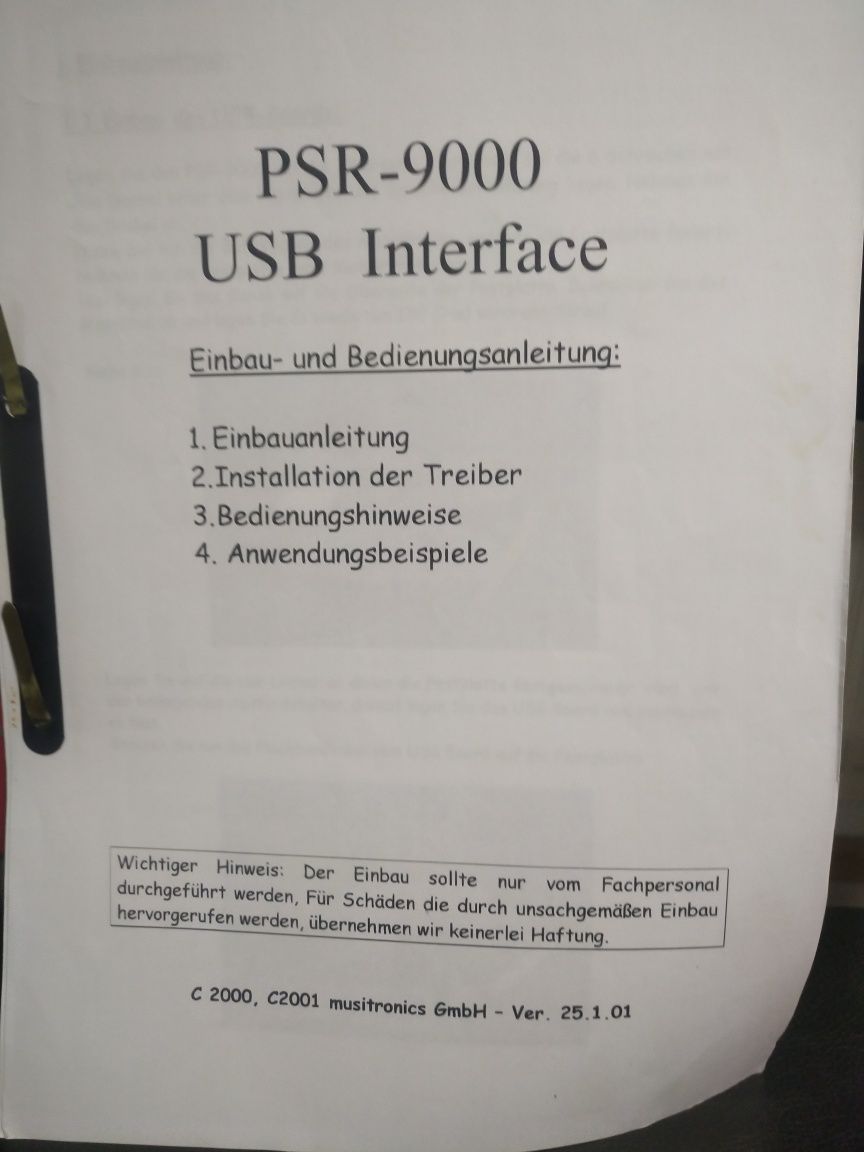 PSR-9000
USB Interface
Einbau- und Bedienungsanleitung:
1. Einbauanleitung
2.Installation der Treiber
3.Bedienungshinweise
4. Anwendungsbeispiele
Wichtiger Hinweis: Der Einbau sollte nur vom Fachpersonal
durchgeführt werden, Für Schäden die durch unsachgemäßen Einbau
hervorgerufen werden, übernehmen wir keinerlei Haftung.
C 2000, C2001 musitronics GmbH - Ver. 25.1.01